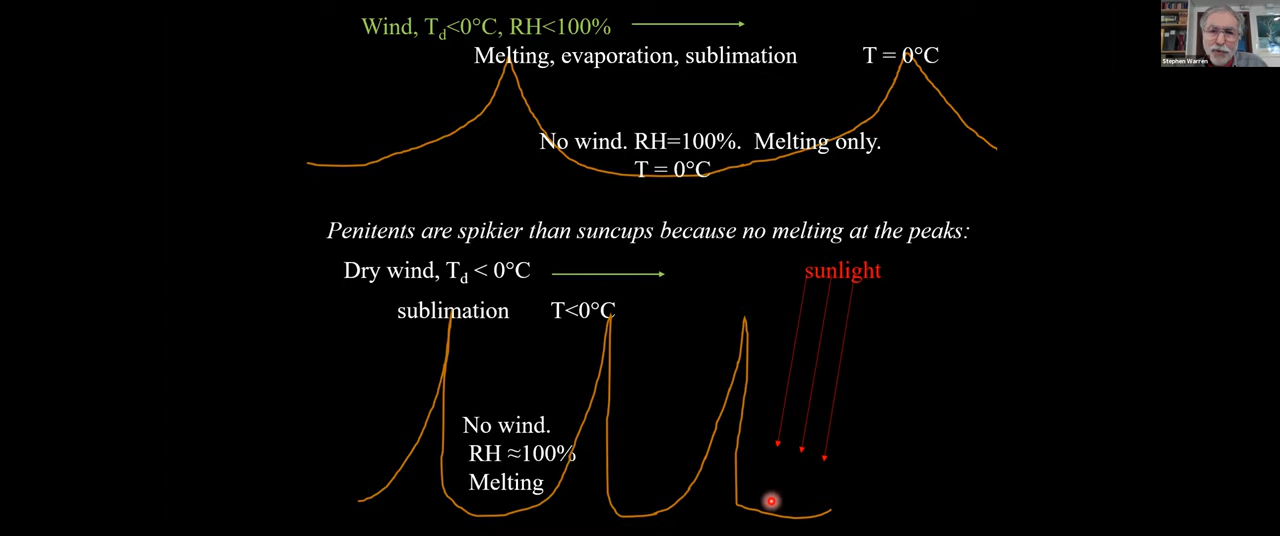 Wind, Td<0°C, RH<100%
Melting, evaporation, sublimation T = 0°C
No wind. RH=100%. Melting only.
T = 0°C
Penitents are spikier than suncups because no melting at the peaks:
Dry wind, Td < 0°C
sunlight
sublimation T<0°C
No wind.
RH ≈100%
Melting
Stephen Warren